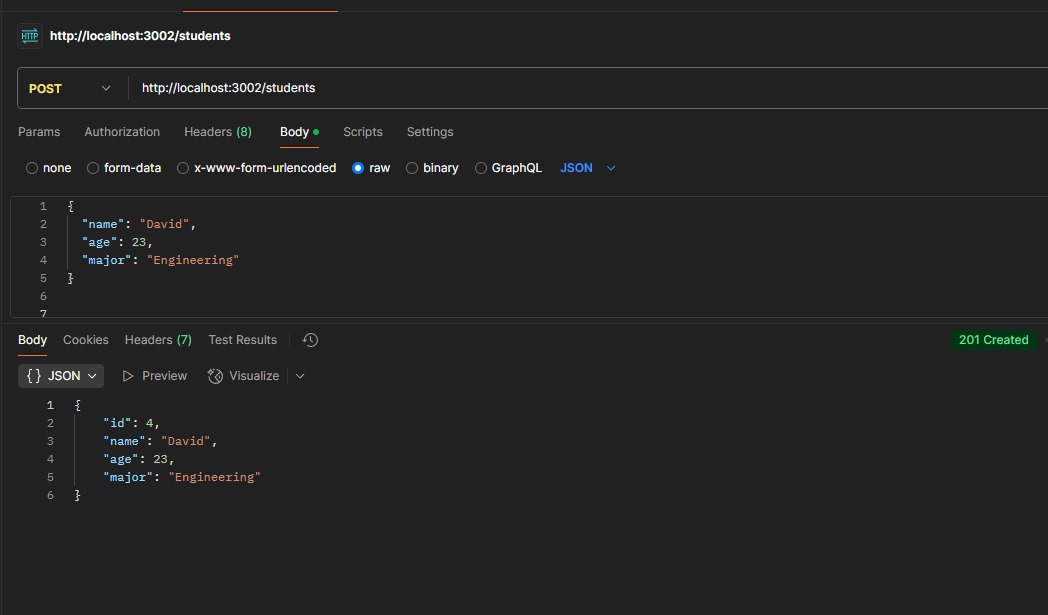 HTTP http://localhost:3002/students
POST http://localhost:3002/students
Params Authorization Headers (8) Body Scripts Settings
none form-data x-www-form-urlencoded raw binary GraphQL JSON
1 {
2 "name": "David",
3 "age": 23,
4 "major": "Engineering"
5 }
6
7
Body Cookies Headers (7) Test Results 201 Created
{} JSON Preview Visualize
1 {
2 "id": 4,
3 "name": "David",
4 "age": 23,
5 "major": "Engineering"
6 }